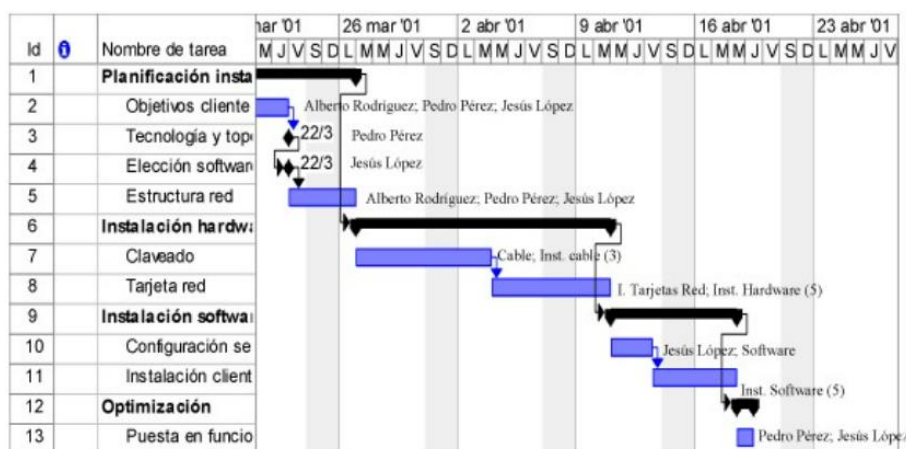 mar '01 26 mar '01 2 abr '01 9 abr '01 16 abr '01 23 abr '01
Id Nombre de tarea M J V S D L M M J V S D L M M J V S D L M M J V S D L M M J V S D L M M J V
1 Planificación insta
2 Objetivos cliente Alberto Rodríguez; Pedro Pérez; Jesús López
3 Tecnología y top 22/3 Pedro Pérez
4 Elección softwar 22/3 Jesús López
5 Estructura red Alberto Rodríguez; Pedro Pérez; Jesús López
6 Instalación hardwa
7 Claveado Cable; Inst. cable (3)
8 Tarjeta red I. Tarjetas Red; Inst. Hardware (5)
9 Instalación softwa
10 Configuración se Jesús López; Software
11 Instalación client Inst. Software (5)
12 Optimización
13 Puesta en funcio Pedro Pérez; Jesús López